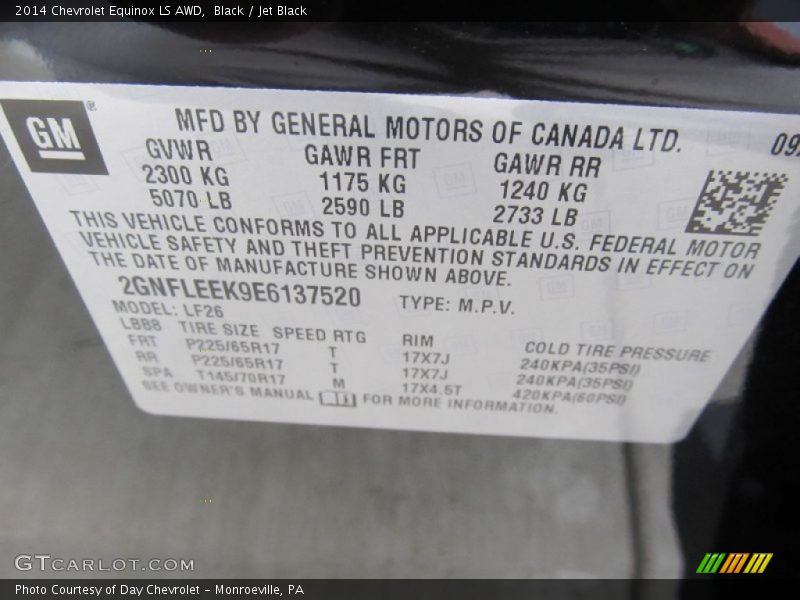 2014 Chevrolet Equinox LS AWD, Black / Jet Black
GM®
MFD BY GENERAL MOTORS OF CANADA LTD.
GVWR GAWR FRT GAWR RR
2300 KG 1175 KG 1240 KG
5070 LB 2590 LB 2733 LB
THIS VEHICLE CONFORMS TO ALL APPLICABLE U.S. FEDERAL MOTOR
VEHICLE SAFETY AND THEFT PREVENTION STANDARDS IN EFFECT ON
THE DATE OF MANUFACTURE SHOWN ABOVE.
2GNFLEEK9E6137520 TYPE: M.P.V.
MODEL: LF26
LBB8 TIRE SIZE SPEED RTG RIM COLD TIRE PRESSURE
FRT P225/65R17 T 17X7J 240KPA(35PSI)
RR P225/65R17 T 17X7J 240KPA(35PSI)
SPA T145/70R17 M 17X4.5T 420KPA(60PSI)
SEE OWNER'S MANUAL FOR MORE INFORMATION.
GTCARLOT.COM
Photo Courtesy of Day Chevrolet - Monroeville, PA